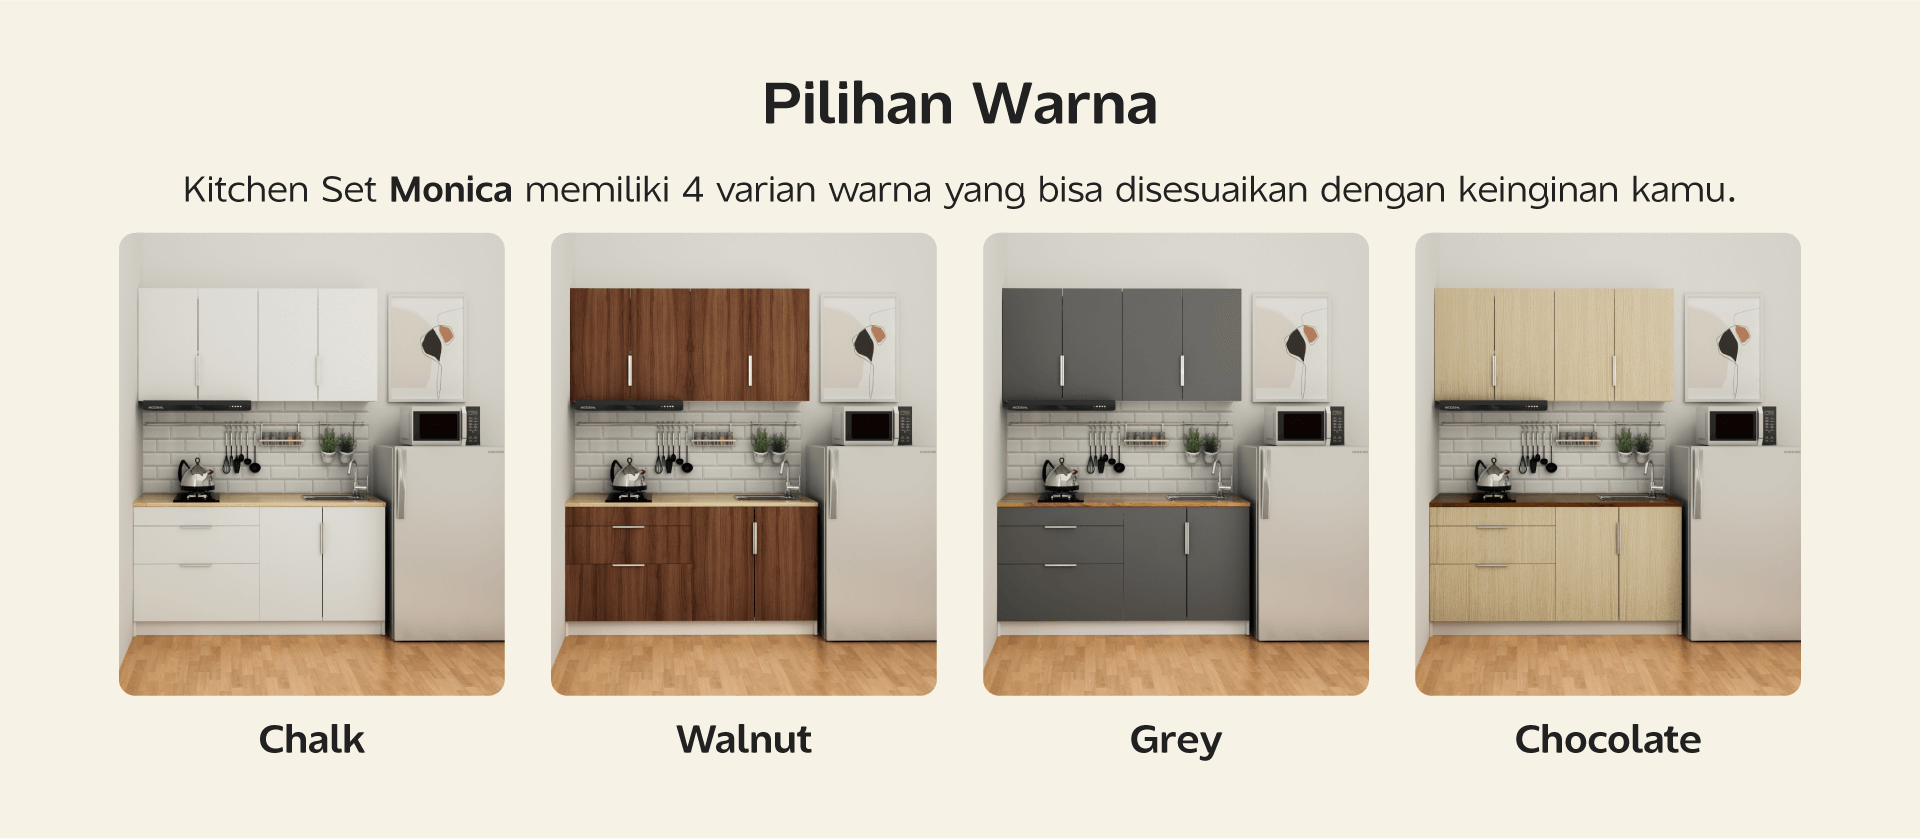 Pilihan Warna
Kitchen Set Monica memiliki 4 varian warna yang bisa disesuaikan dengan keinginan kamu.
Chalk
Walnut
Grey
Chocolate